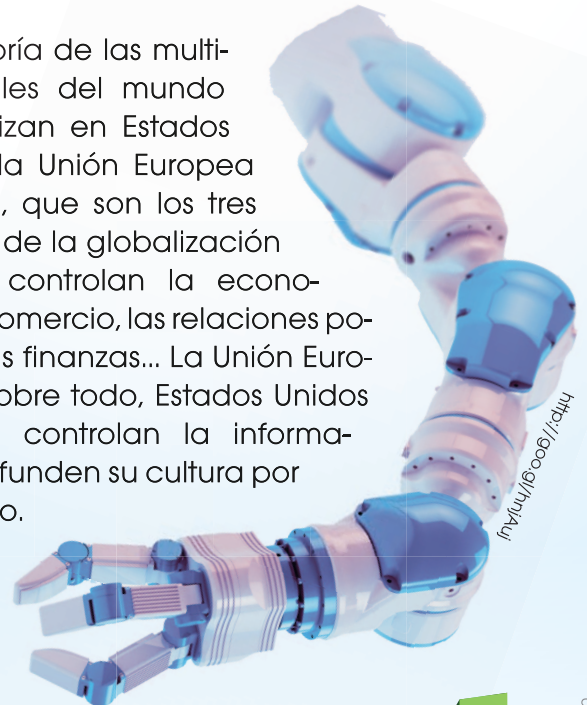 oría de las multi-
les del mundo
izan en Estados
la Unión Europea
, que son los tres
de la globalización
controlan la econo-
omercio, las relaciones po-
s finanzas... La Unión Euro-
obre todo, Estados Unidos
controlan la informa-
funden su cultura por
o.
http://goo.gl/hnjAuj